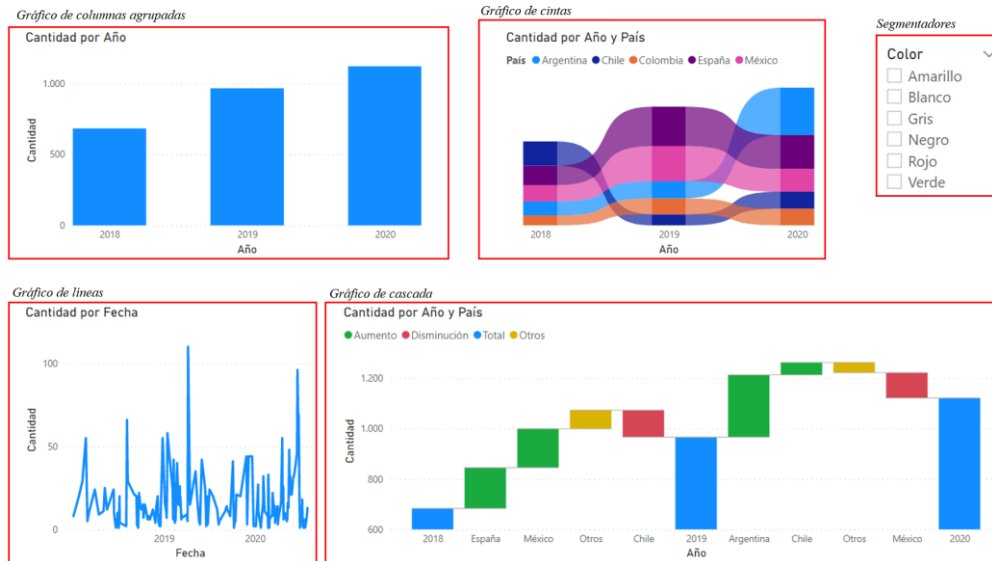 Gráfico de columnas agrupadas
Cantidad por Año
1.000
500
0
Cantidad
2018 2019 2020
Año
Gráfico de cintas
Cantidad por Año y País
País Argentina Chile Colombia España México
2018 2019 2020
Año
Segmentadores
Color
Amarillo
Blanco
Gris
Negro
Rojo
Verde
Gráfico de líneas
Cantidad por Fecha
100
50
0
Cantidad
2019 2020
Fecha
Gráfico de cascada
Cantidad por Año y País
Aumento Disminución Total Otros
1.200
1.000
800
600
Cantidad
2018 España México Otros Chile 2019 Argentina Chile Otros México 2020
Año